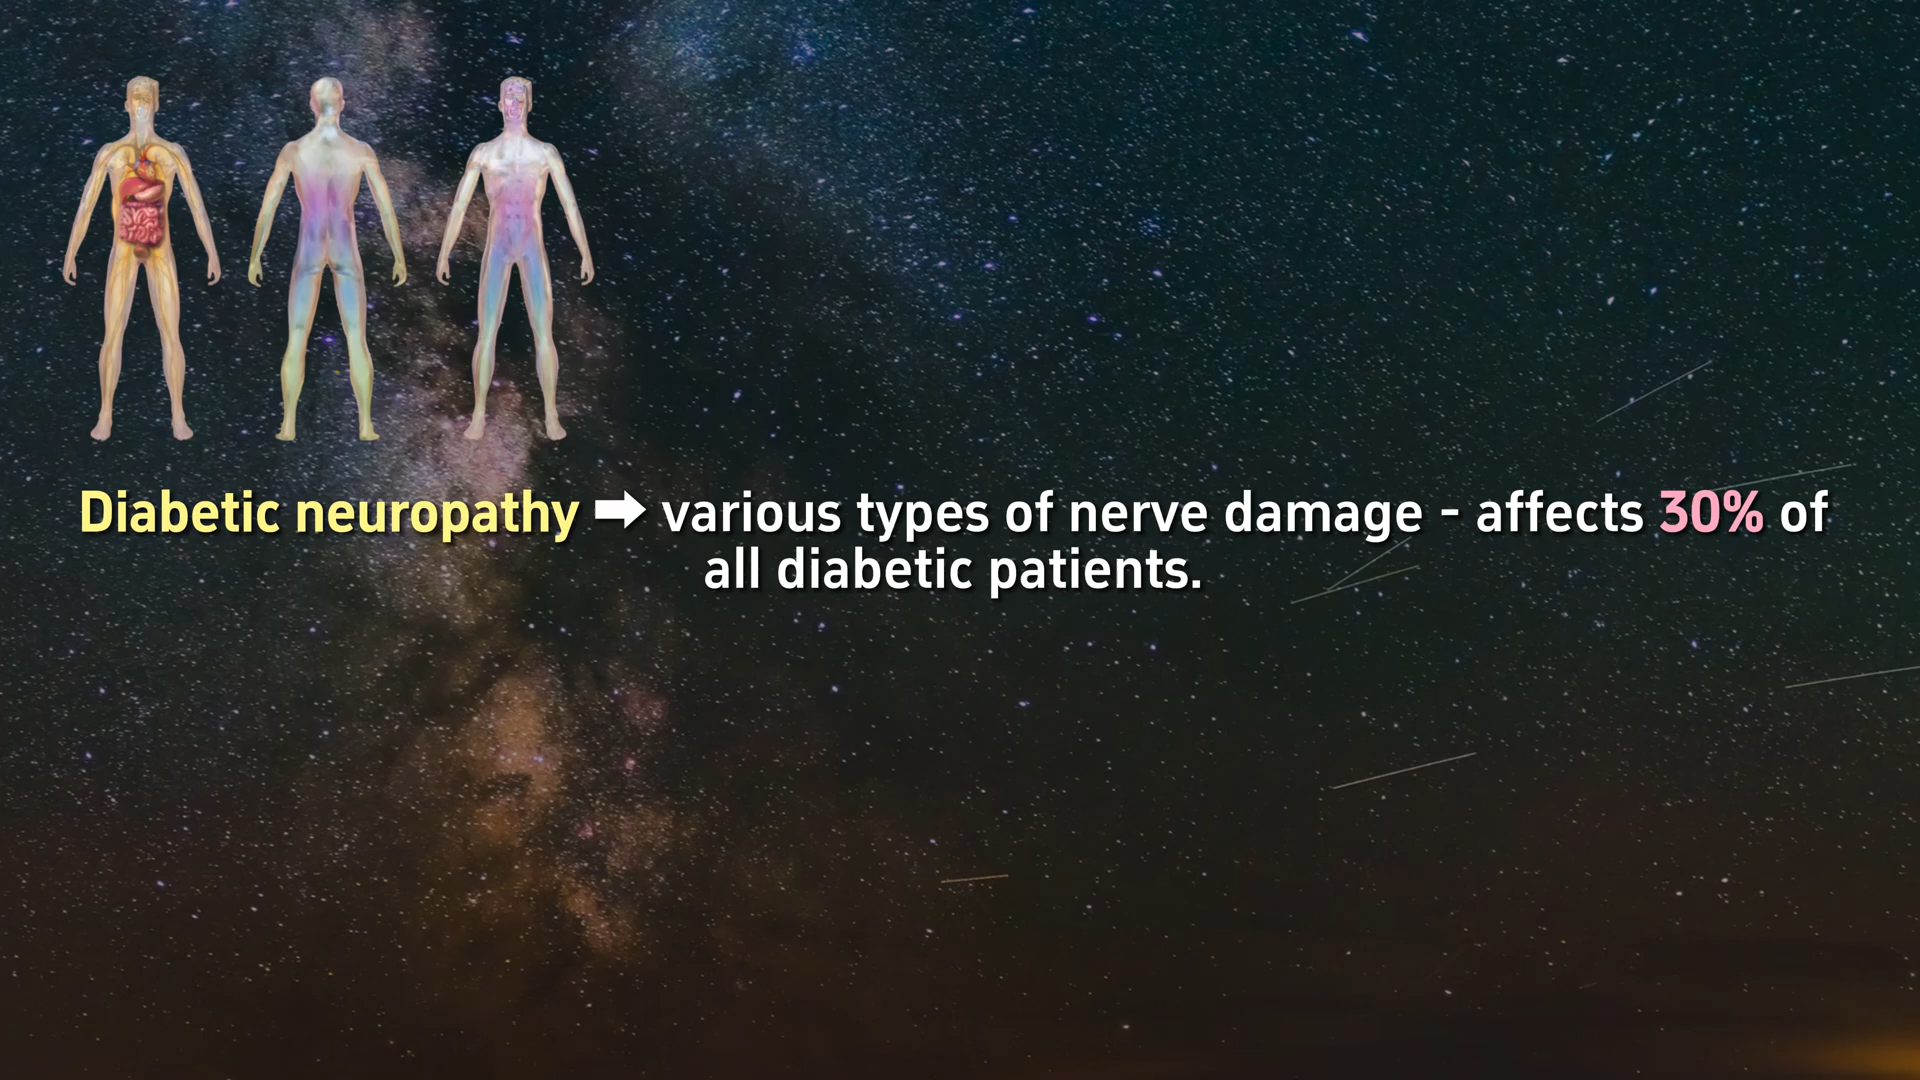 Diabetic neuropathy ➡ various types of nerve damage - affects 30% of
all diabetic patients.